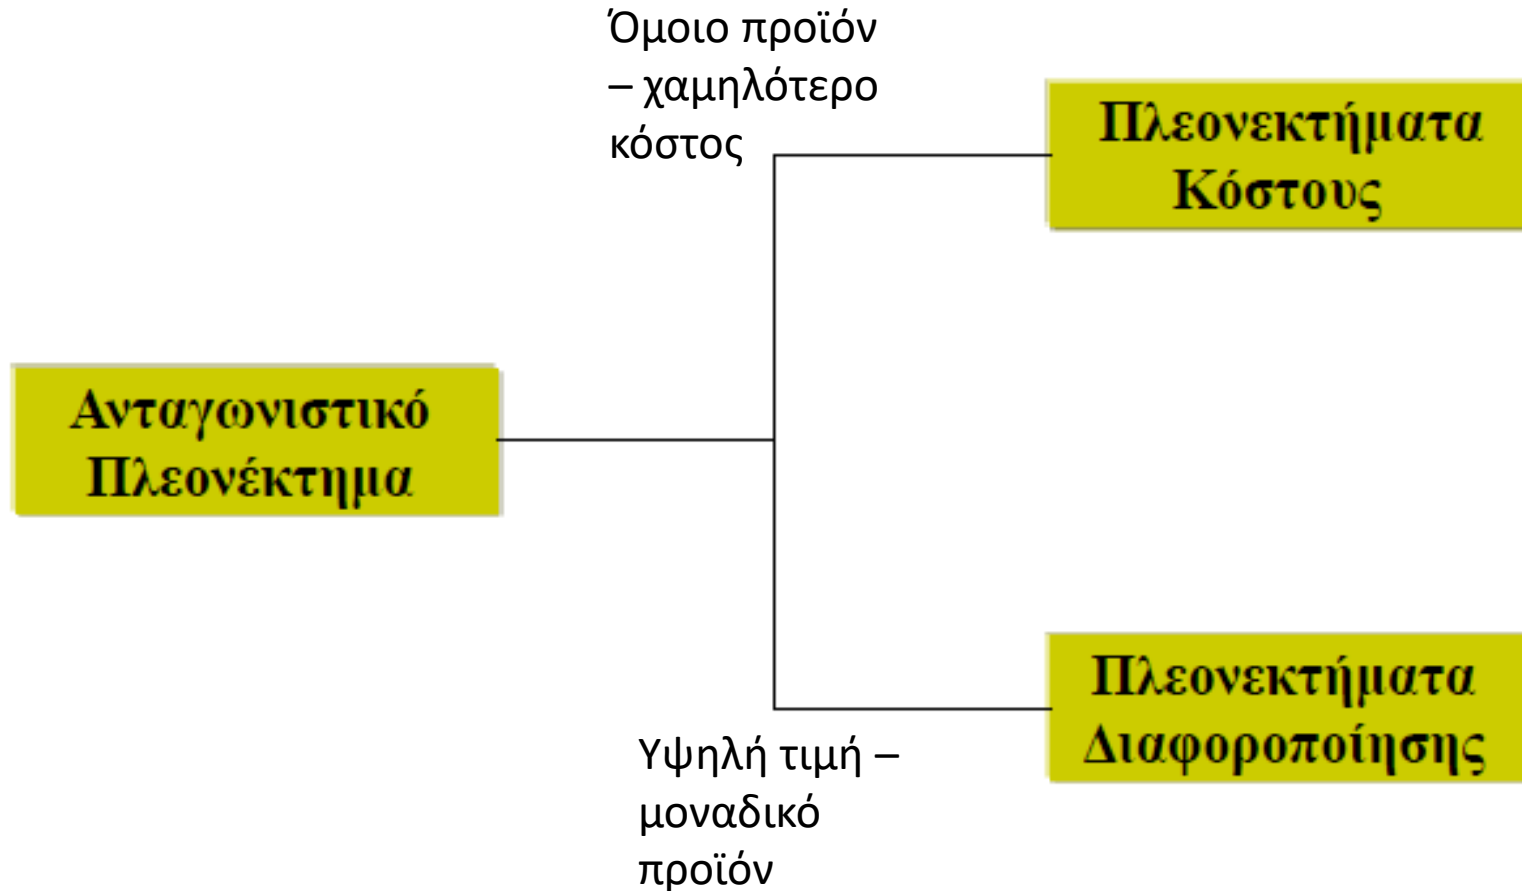 Όμοιο προϊόν
– χαμηλότερο
κόστος
Πλεονεκτήματα
Κόστους
Ανταγωνιστικό
Πλεονέκτημα
Πλεονεκτήματα
Διαφοροποίησης
Υψηλή τιμή –
μοναδικό
προϊόν